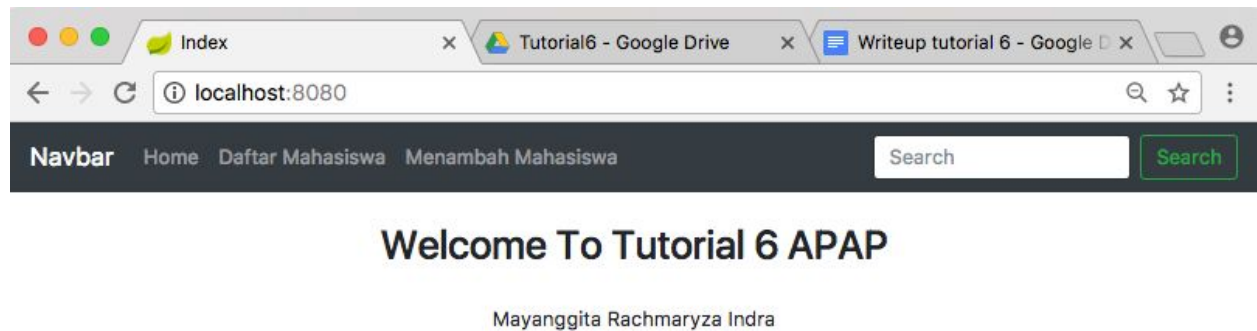 Index Tutorial6 - Google Drive Writeup tutorial 6 - Google D
localhost:8080
Navbar Home Daftar Mahasiswa Menambah Mahasiswa Search Search
Welcome To Tutorial 6 APAP
Mayanggita Rachmaryza Indra